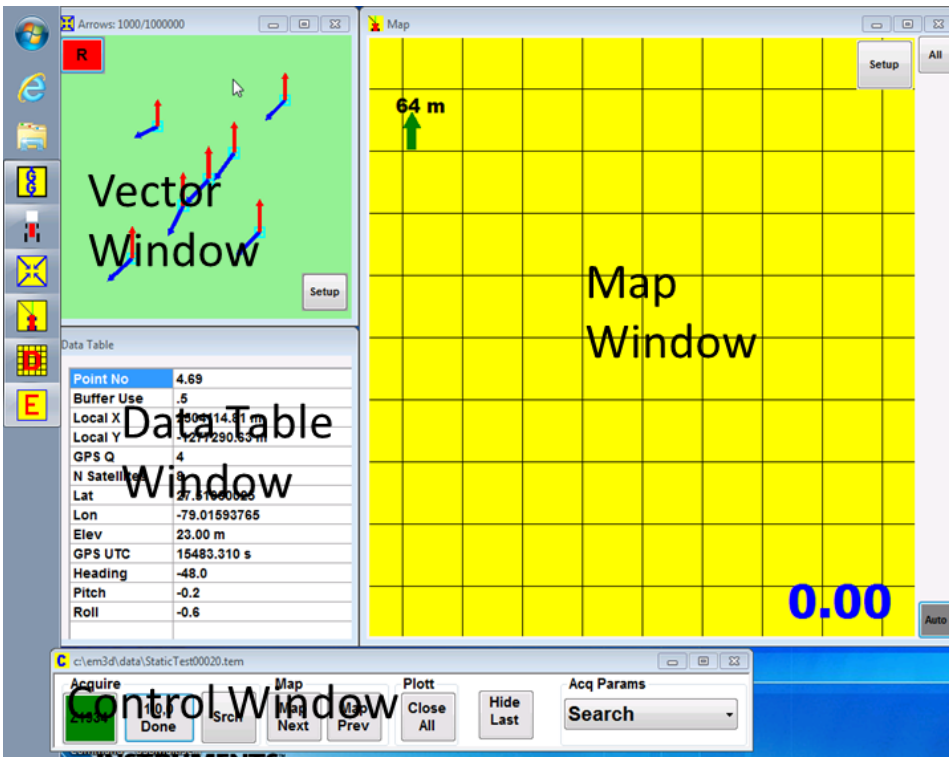 Arrows: 1000/1000000
R
Vector
Window
Setup
Map
Setup
All
64 m
Map
Window
0.00
Auto
Data Table
Point No 4.69
Buffer Use .5
Local X
Local Y
GPS Q 4
Data Table
Window
Lat
Lon -79.01593765
Elev 23.00 m
GPS UTC 15483.310 s
Heading -48.0
Pitch -0.2
Roll -0.6
C c:\em3d\data\StaticTest00020.tem
Acquire
Map
Plott
Acq Params
Control Window
Done
Srch
Map
Next
Map
Prev
Close
All
Hide
Last
Search
G
G
D
E